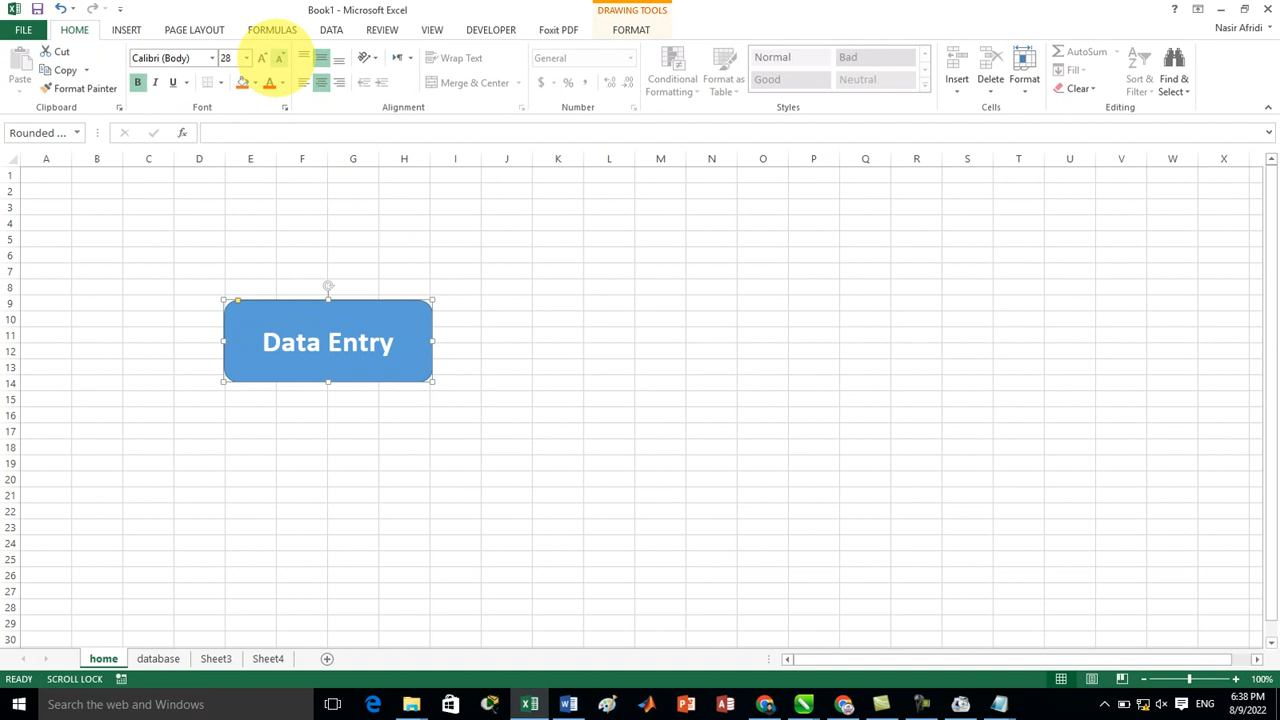 Book1 - Microsoft Excel
DRAWING TOOLS
FILE HOME INSERT PAGE LAYOUT FORMULAS DATA REVIEW VIEW DEVELOPER Foxit PDF FORMAT
Nasir Afridi
Paste
Cut
Copy
Format Painter
Clipboard
Calibri (Body) 28
B I U
Font
Wrap Text
Merge & Center
Alignment
General
$ % ,
Number
Conditional Formatting
Format as Table
Normal Bad
Good Neutral
Styles
Insert Delete Format
Cells
AutoSum
Fill
Clear
Sort & Filter
Find & Select
Editing
Rounded ...
fx
A B C D E F G H I J K L M N O P Q R S T U V W X
1
2
3
4
5
6
7
8
9
10
11
12
13
14
15
16
17
18
19
20
21
22
23
24
25
26
27
28
29
30
Data Entry
home database Sheet3 Sheet4
READY SCROLL LOCK 100%
Search the web and Windows
ENG
6:38 PM
8/9/2022